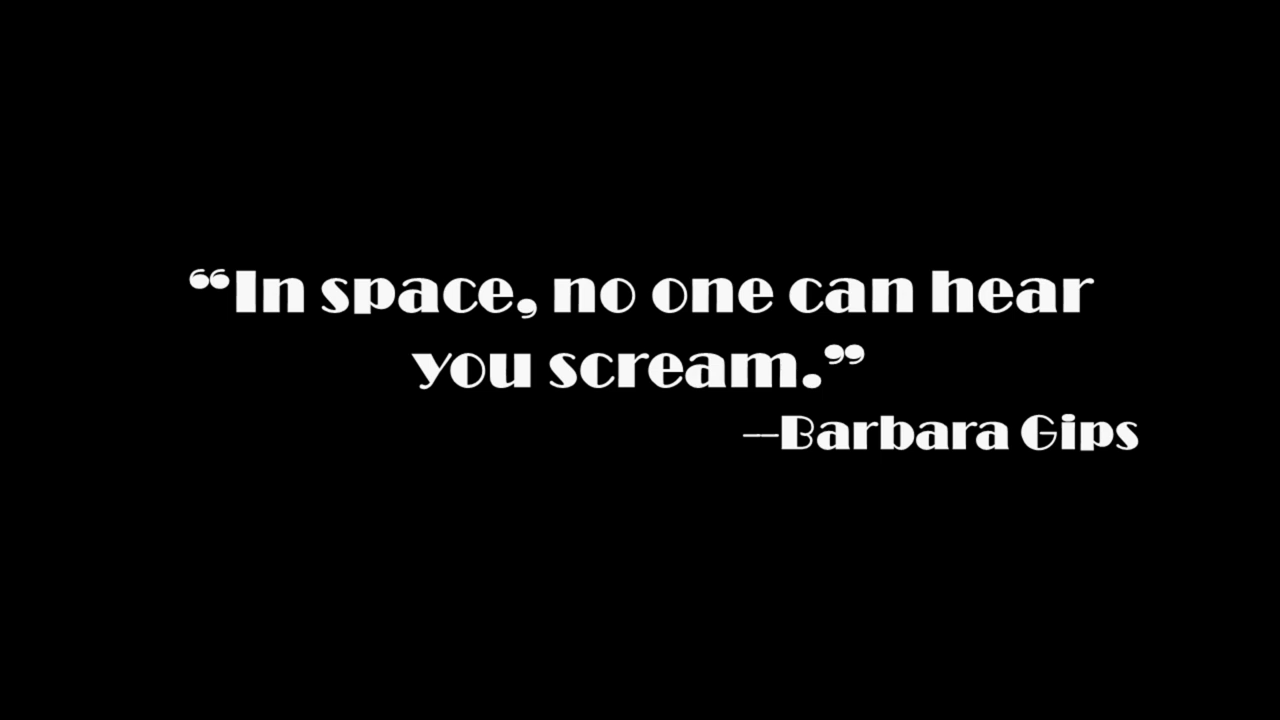 “In space, no one can hear
you scream.”
—Barbara Gips